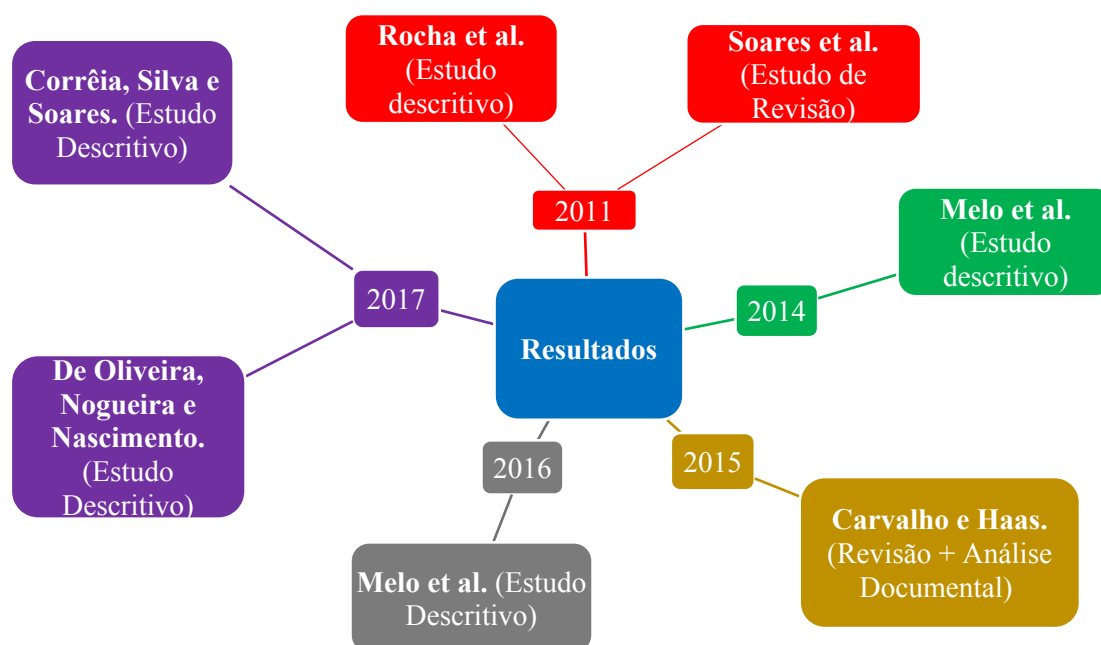 Rocha et al.
(Estudo
descritivo)
Soares et al.
(Estudo de
Revisão)
Corrêia, Silva e
Soares. (Estudo
Descritivo)
2011
Melo et al.
(Estudo
descritivo)
2017
2014
Resultados
De Oliveira,
Nogueira e
Nascimento.
(Estudo
Descritivo)
2016
2015
Carvalho e Haas.
(Revisão + Análise
Documental)
Melo et al. (Estudo
Descritivo)